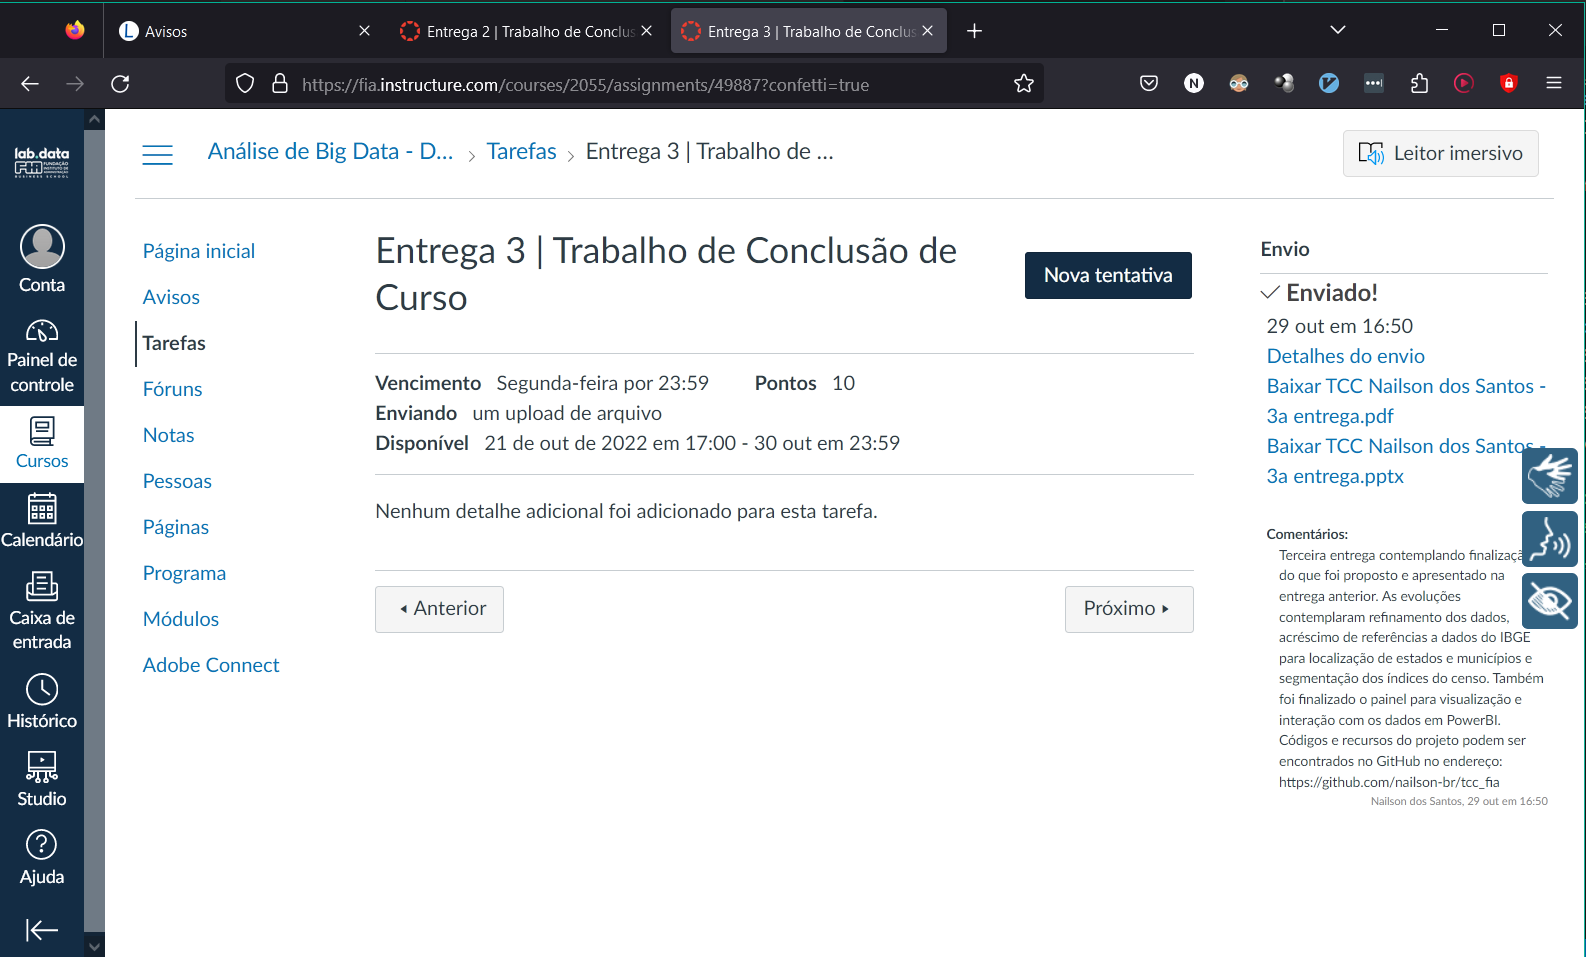 Avisos
Entrega 2 | Trabalho de Conclus
Entrega 3 | Trabalho de Conclus
https://fia.instructure.com/courses/2055/assignments/49887?confetti=true
lab.data
FIA
Conta
Painel de
controle
Cursos
Calendário
Caixa de
entrada
Histórico
Studio
Ajuda
Análise de Big Data - D...
Tarefas
Entrega 3 | Trabalho de ...
Leitor imersivo
Página inicial
Avisos
Tarefas
Fóruns
Notas
Pessoas
Páginas
Programa
Módulos
Adobe Connect
Entrega 3 | Trabalho de Conclusão de
Curso
Nova tentativa
Vencimento Segunda-feira por 23:59 Pontos 10
Enviando um upload de arquivo
Disponível 21 de out de 2022 em 17:00 - 30 out em 23:59
Nenhum detalhe adicional foi adicionado para esta tarefa.
Anterior
Próximo
Envio
Enviado!
29 out em 16:50
Detalhes do envio
Baixar TCC Nailson dos Santos -
3a entrega.pdf
Baixar TCC Nailson dos Santos -
3a entrega.pptx
Comentários:
Terceira entrega contemplando finalizaç
do que foi proposto e apresentado na
entrega anterior. As evoluções
contemplaram refinamento dos dados,
acréscimo de referências a dados do IBGE
para localização de estados e municípios e
segmentação dos índices do censo. Também
foi finalizado o painel para visualização e
interação com os dados em PowerBI.
Códigos e recursos do projeto podem ser
encontrados no GitHub no endereço:
https://github.com/nailson-br/tcc_fia
Nailson dos Santos, 29 out em 16:50